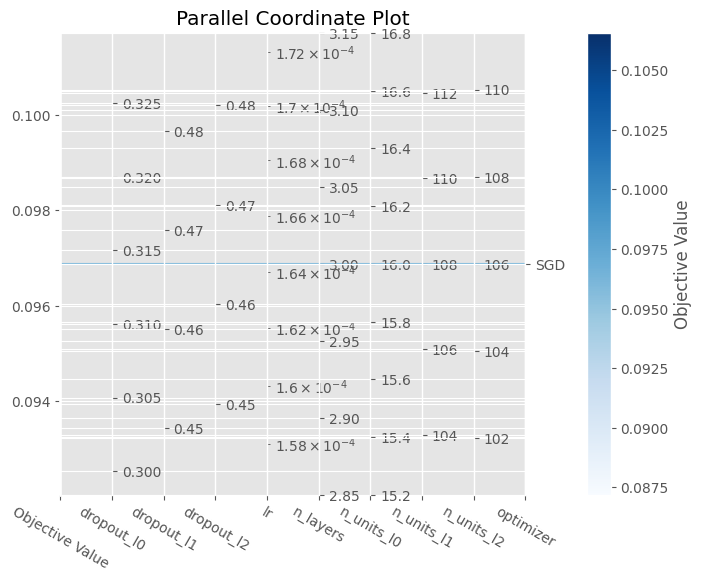 Parallel Coordinate Plot
0.100
0.098
0.096
0.094
0.325
0.320
0.315
0.310
0.305
0.300
0.48
0.47
0.46
0.45
0.48
0.47
0.46
0.45
1.72 × 10⁻⁴
1.7 × 10⁻⁴
1.68 × 10⁻⁴
1.66 × 10⁻⁴
1.64 × 10⁻⁴
1.62 × 10⁻⁴
1.6 × 10⁻⁴
1.58 × 10⁻⁴
3.15
3.10
3.05
3.00
2.95
2.90
2.85
16.8
16.6
16.4
16.2
16.0
15.8
15.6
15.4
15.2
112
110
108
106
104
110
108
106
104
102
SGD
Objective Value
dropout_l0
dropout_l1
dropout_l2
lr
n_layers
n_units_l0
n_units_l1
n_units_l2
optimizer
0.1050
0.1025
0.1000
0.0975
0.0950
0.0925
0.0900
0.0875
Objective Value